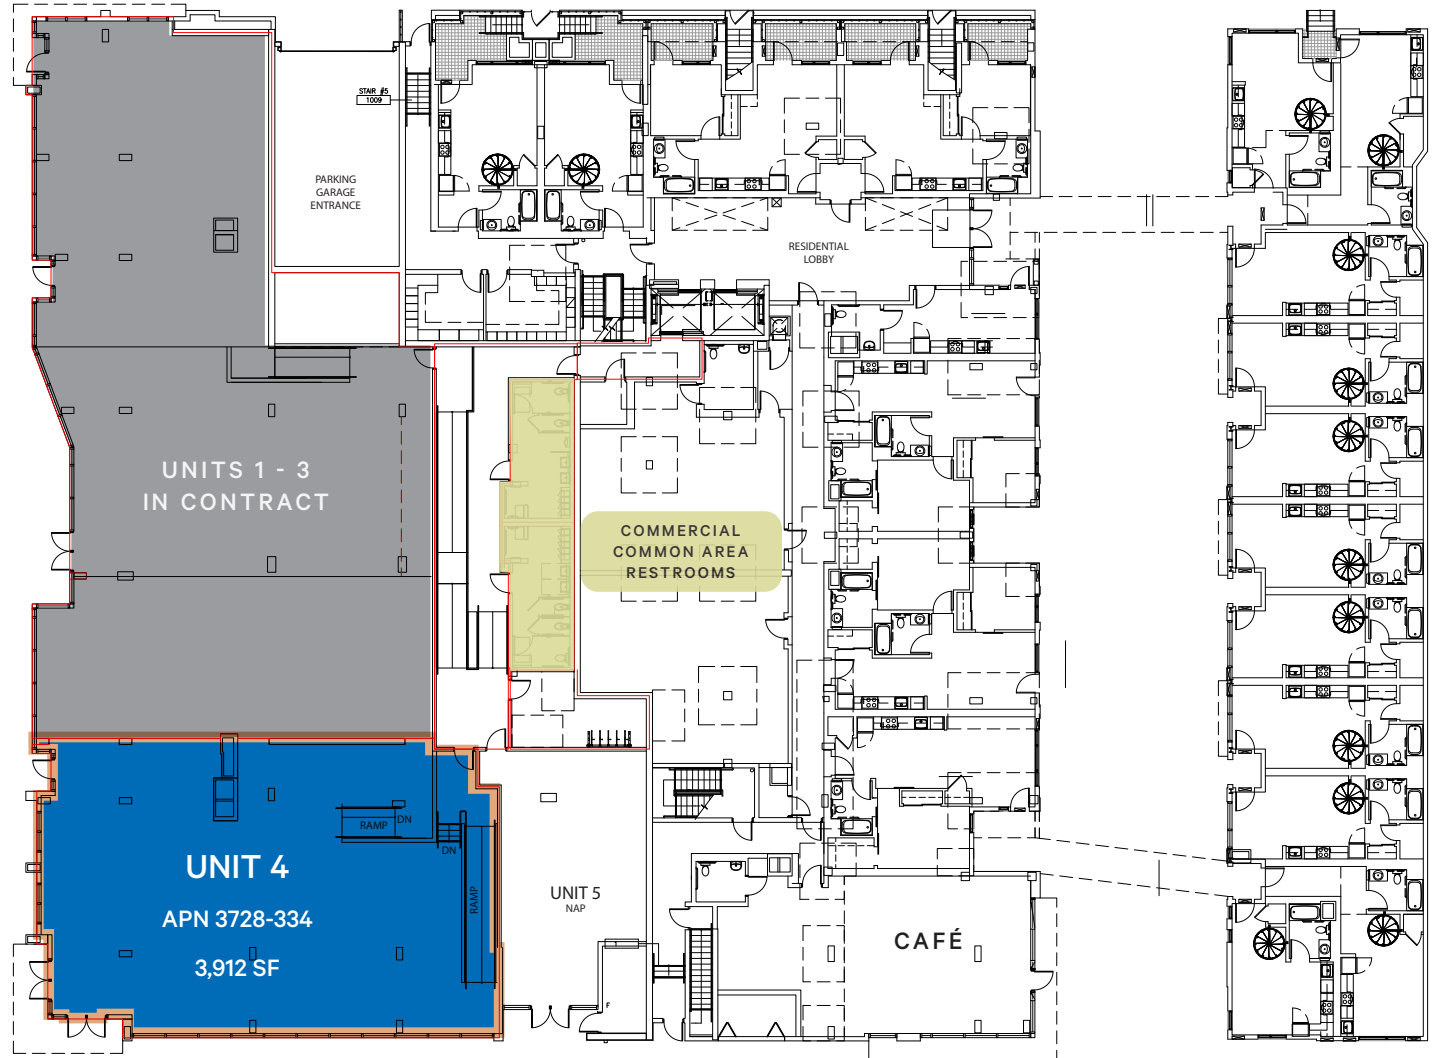 STAIR #5
1009
PARKING
GARAGE
ENTRANCE
RESIDENTIAL
LOBBY
UNITS 1 - 3
IN CONTRACT
COMMERCIAL
COMMON AREA
RESTROOMS
RAMP
DN
DN
RAMP
UNIT 4
APN 3728-334
3,912 SF
UNIT 5
NAP
CAFÉ
F